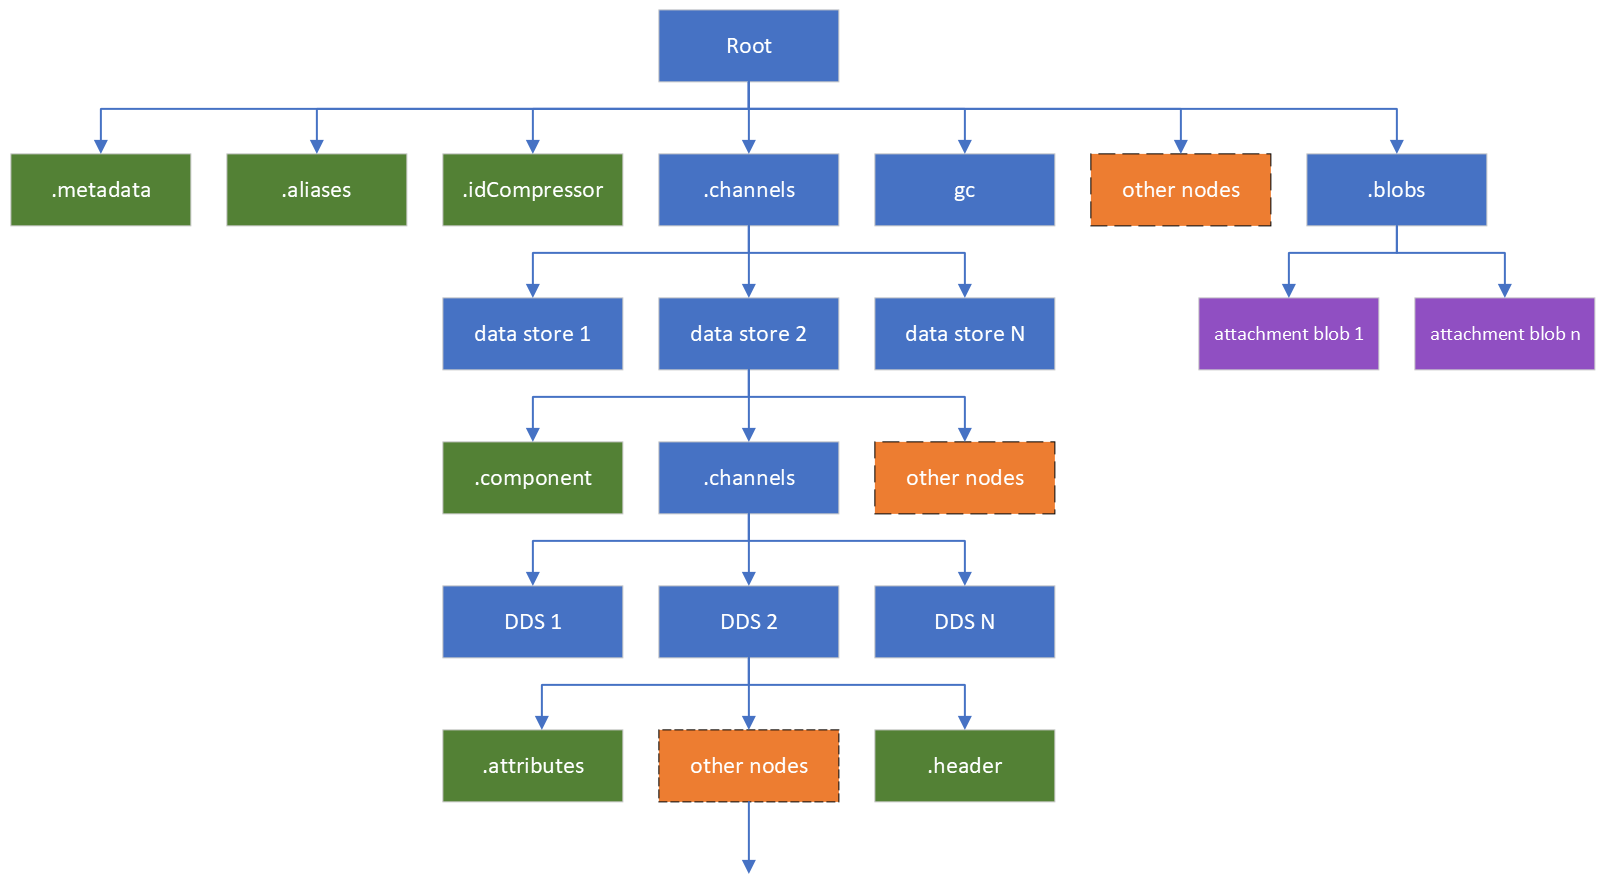 Root
.metadata
.aliases
.idCompressor
.channels
gc
other nodes
.blobs
data store 1
data store 2
data store N
attachment blob 1
attachment blob n
.component
.channels
other nodes
DDS 1
DDS 2
DDS N
.attributes
other nodes
.header